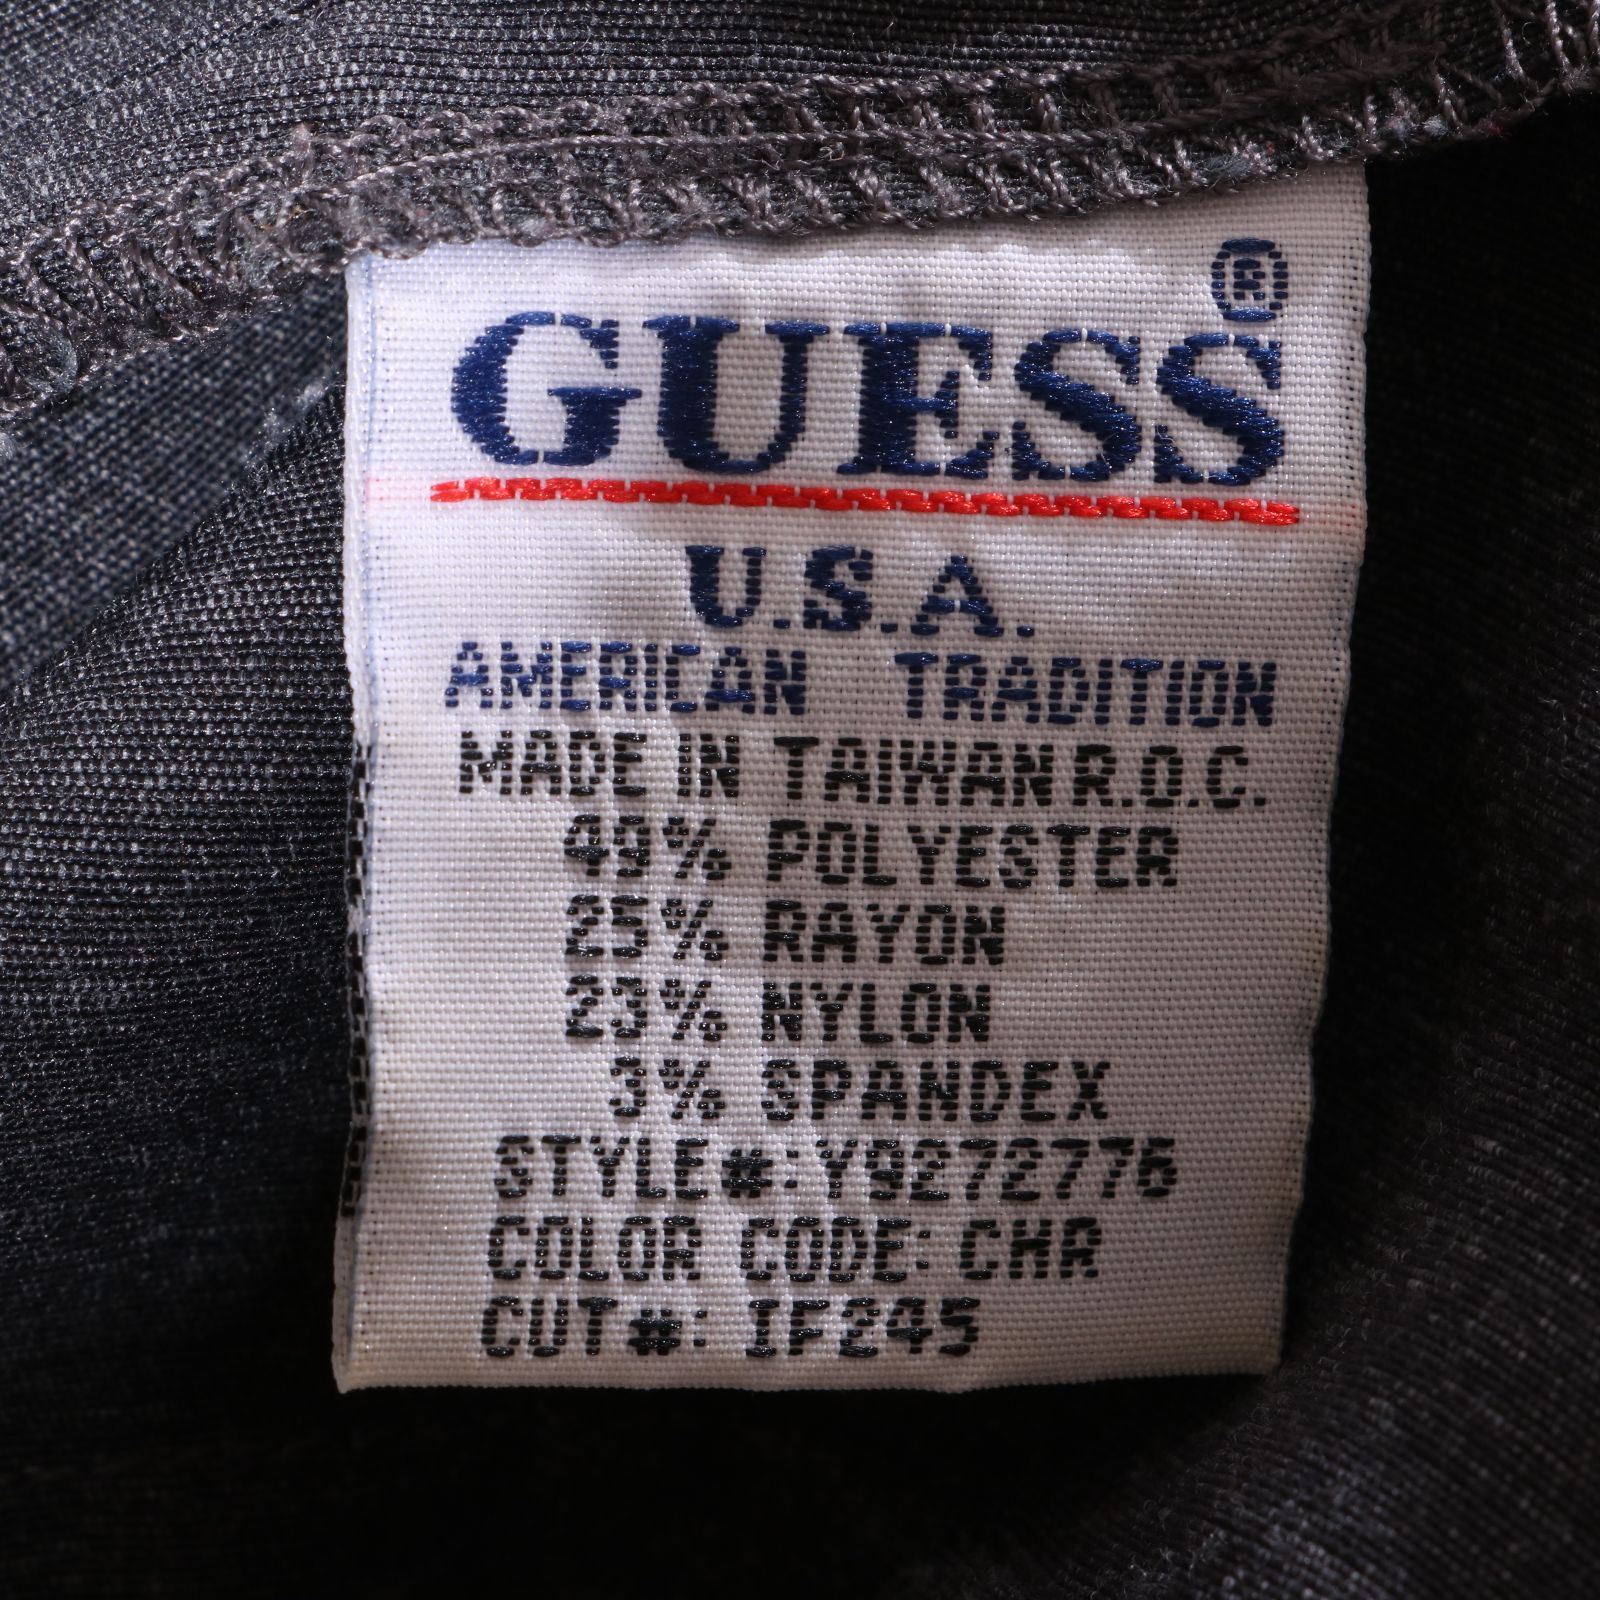 GUESS®
U.S.A.
AMERICAN TRADITION
MADE IN TAIWAN R.O.C.
49% POLYESTER
25% RAYON
23% NYLON
3% SPANDEX
STYLE#:Y9272776
COLOR CODE: CHR
CUT#: IF245